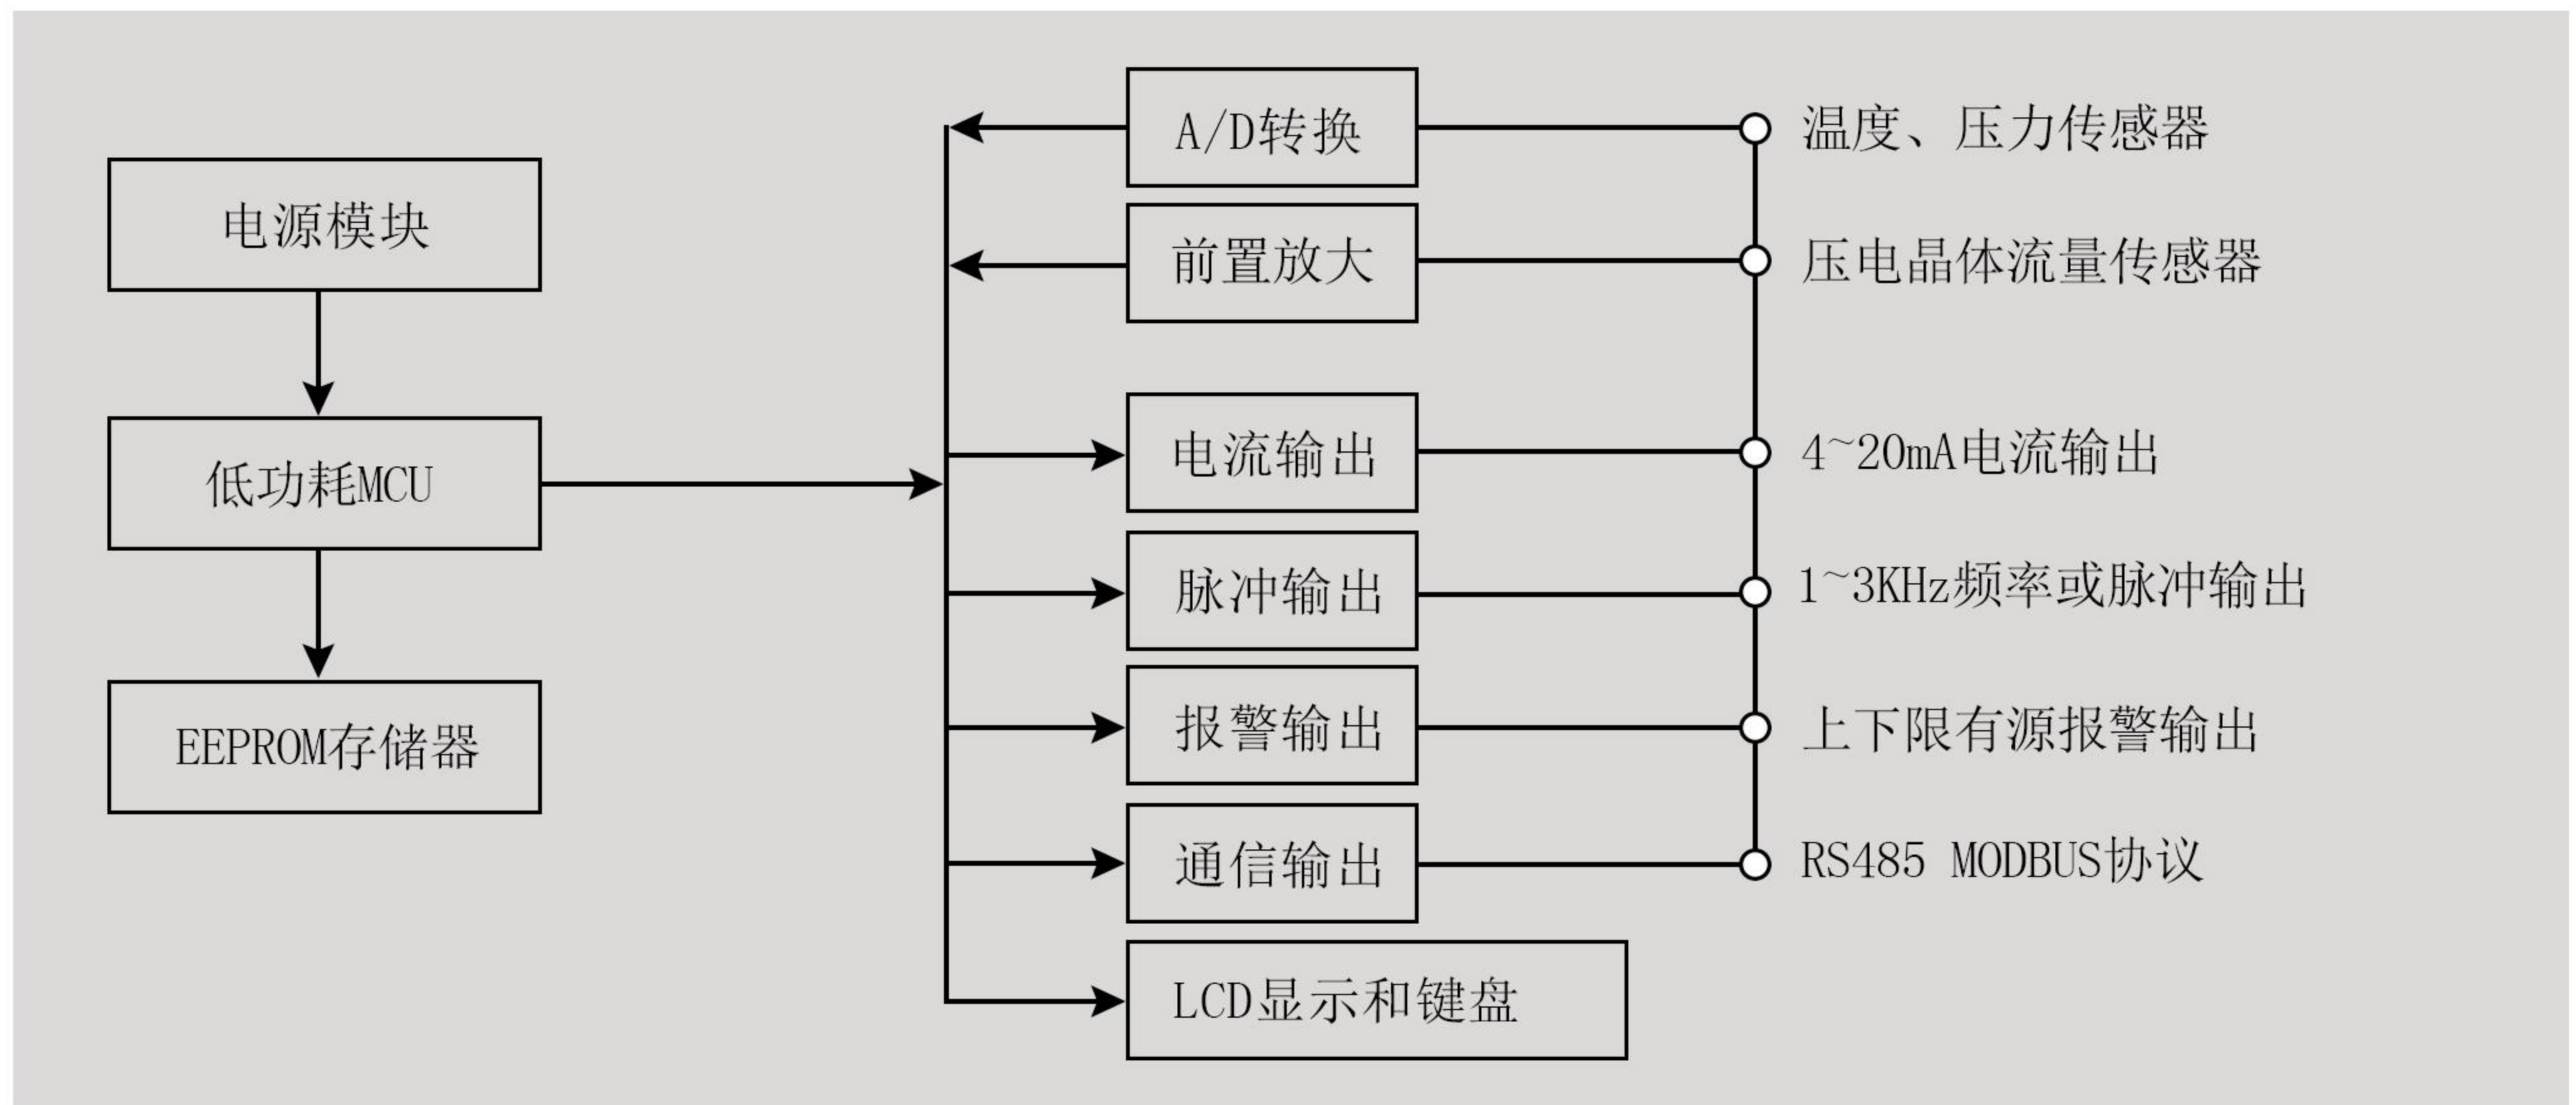 电源模块
低功耗MCU
EEPROM存储器
A/D转换
温度、压力传感器
前置放大
压电晶体流量传感器
电流输出
4~20mA电流输出
脉冲输出
1~3KHz频率或脉冲输出
报警输出
上下限有源报警输出
通信输出
RS485 MODBUS协议
LCD显示和键盘